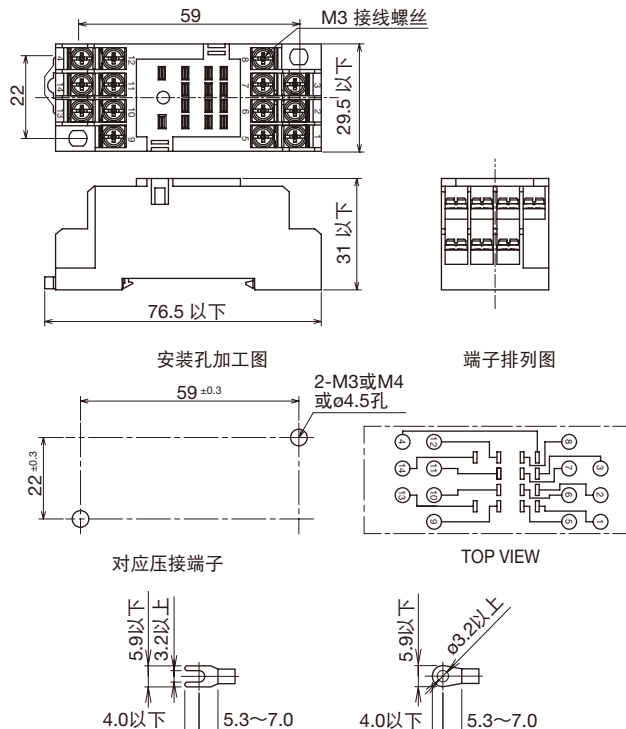 59
M3 接线螺丝
4 12 8
14 11 7 3
13 10 6 2
9 5 1
22
29.5 以下
31 以下
76.5 以下
安装孔加工图
端子排列图
59 ±0.3
2-M3或M4
或ø4.5孔
22 ±0.3
4 12 8
14 11 7 3
13 10 6 2
9 5 1
对应压接端子
TOP VIEW
5.9以下
3.2以上
4.0以下
5.3～7.0
5.9以下
ø3.2以上
4.0以下
5.3～7.0